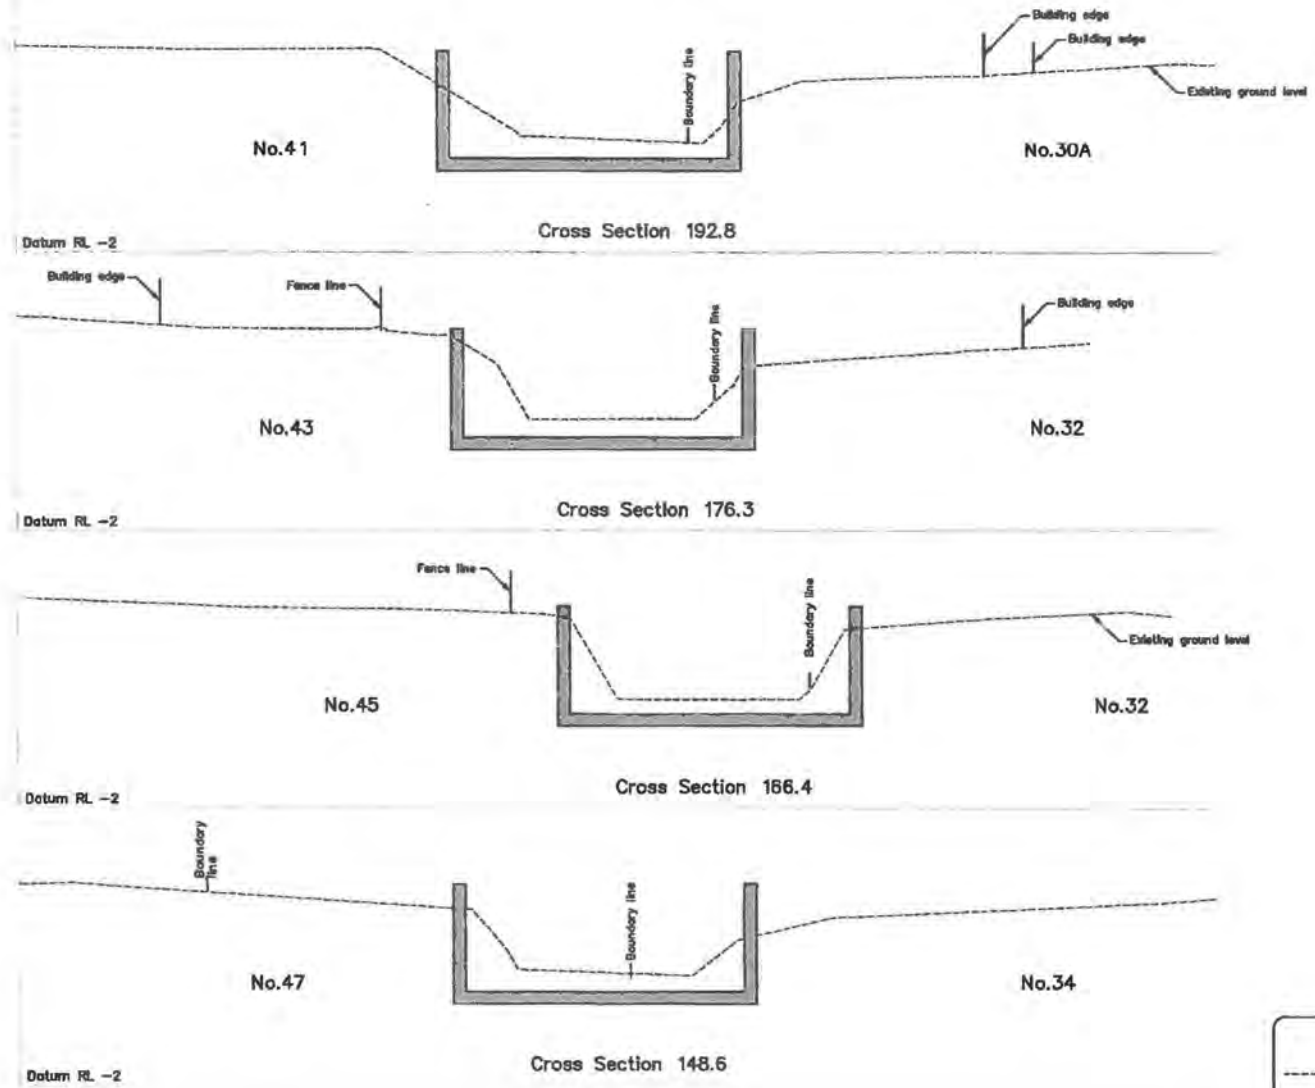 Building edge
Building edge
Boundary line
Existing ground level
No.41
No.30A
Cross Section 192.8
Datum RL -2
Building edge
Fence line
Building edge
Boundary line
No.43
No.32
Cross Section 176.3
Datum RL -2
Fence line
Boundary line
Existing ground level
No.45
No.32
Cross Section 166.4
Datum RL -2
Boundary
line
Boundary line
No.47
No.34
Cross Section 148.6
Datum RL -2